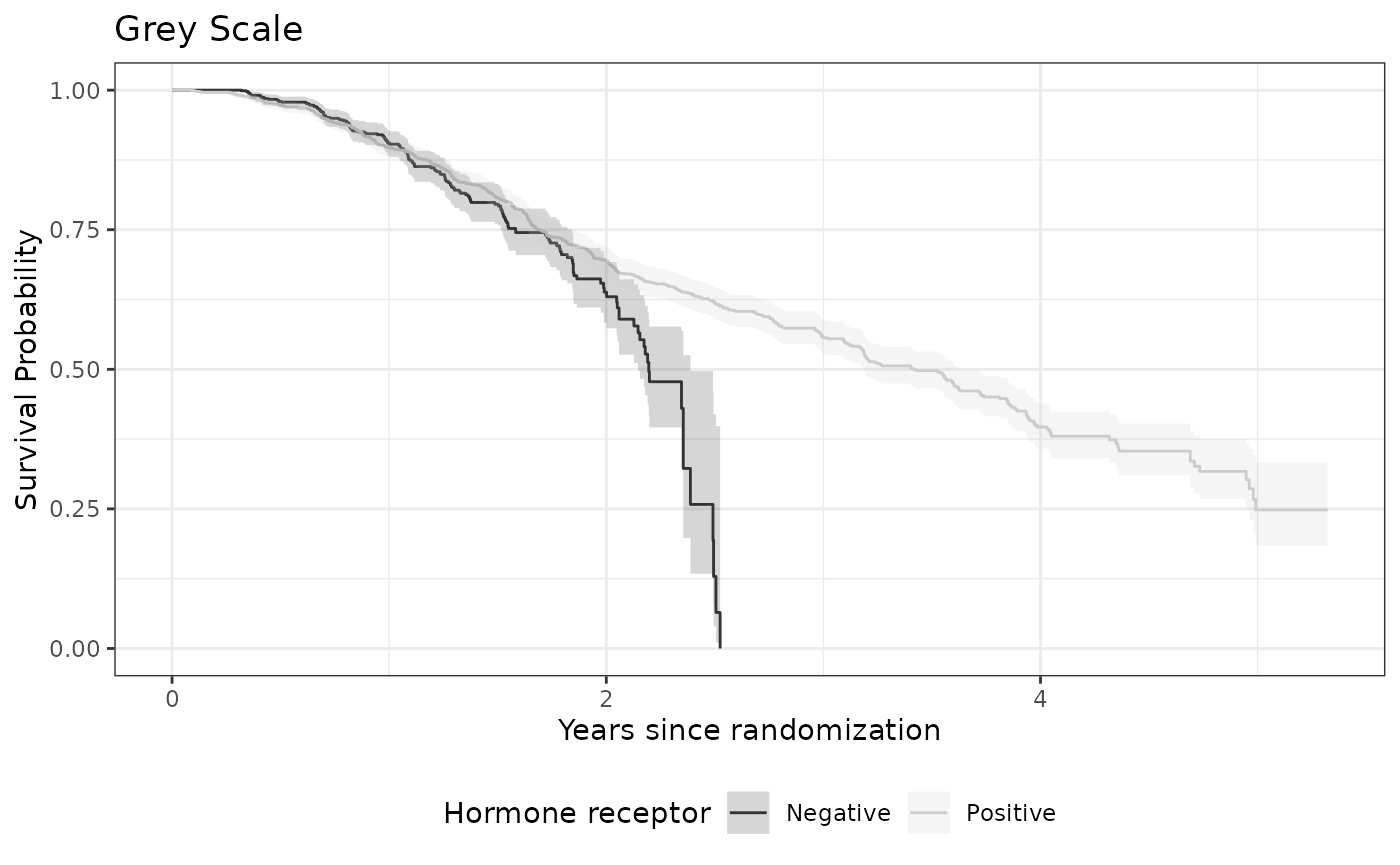 Grey Scale
1.00
0.75
0.50
0.25
0.00
Survival Probability
0 2 4
Years since randomization
Hormone receptor Negative Positive